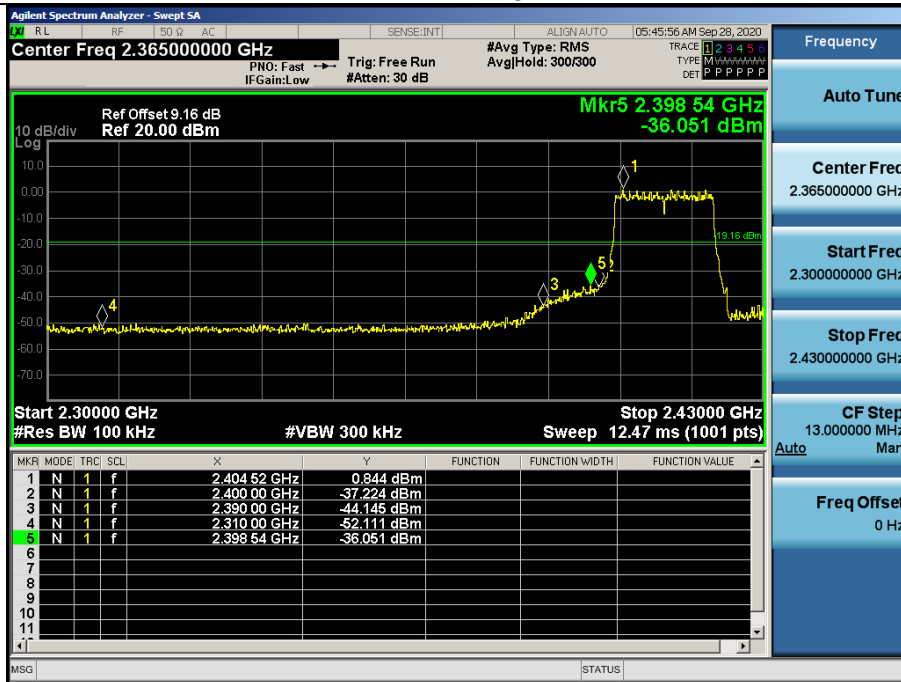 Agilent Spectrum Analyzer - Swept SA
LXI RL RF 50 Ω AC SENSE:INT ALIGN AUTO 05:45:56 AM Sep 28, 2020
Center Freq 2.365000000 GHz
#Avg Type: RMS
TRACE 1 2 3 4 5 6
PNO: Fast
Trig: Free Run
Avg|Hold: 300/300
TYPE M
IFGain:Low
#Atten: 30 dB
DET P P P P P P
Ref Offset 9.16 dB
Mkr5 2.398 54 GHz
10 dB/div
Ref 20.00 dBm
-36.051 dBm
Log
10.0
0.00
-10.0
-20.0
-30.0
-40.0
-50.0
-60.0
-70.0
1
19.16 dBm
5
2
3
4
Start 2.30000 GHz
Stop 2.43000 GHz
#Res BW 100 kHz
#VBW 300 kHz
Sweep 12.47 ms (1001 pts)
MKR MODE TRC SCL X Y FUNCTION FUNCTION WIDTH FUNCTION VALUE
1 N 1 f 2.404 52 GHz 0.844 dBm
2 N 1 f 2.400 00 GHz -37.224 dBm
3 N 1 f 2.390 00 GHz -44.145 dBm
4 N 1 f 2.310 00 GHz -52.111 dBm
5 N 1 f 2.398 54 GHz -36.051 dBm
6
7
8
9
10
11
MSG
STATUS
Frequency
Auto Tune
Center Freq
2.365000000 GHz
Start Freq
2.300000000 GHz
Stop Freq
2.430000000 GHz
CF Step
13.000000 MHz
Auto Man
Freq Offset
0 Hz